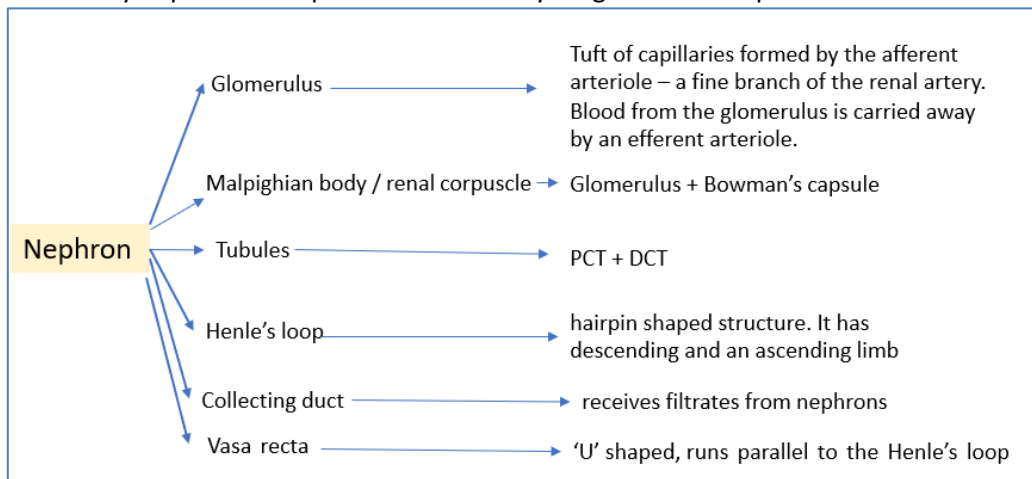 Glomerulus
Tuft of capillaries formed by the afferent
arteriole – a fine branch of the renal artery.
Blood from the glomerulus is carried away
by an efferent arteriole.
Malpighian body / renal corpuscle
Glomerulus + Bowman's capsule
Nephron
Tubules
PCT + DCT
Henle's loop
hairpin shaped structure. It has
descending and an ascending limb
Collecting duct
receives filtrates from nephrons
Vasa recta
'U' shaped, runs parallel to the Henle's loop